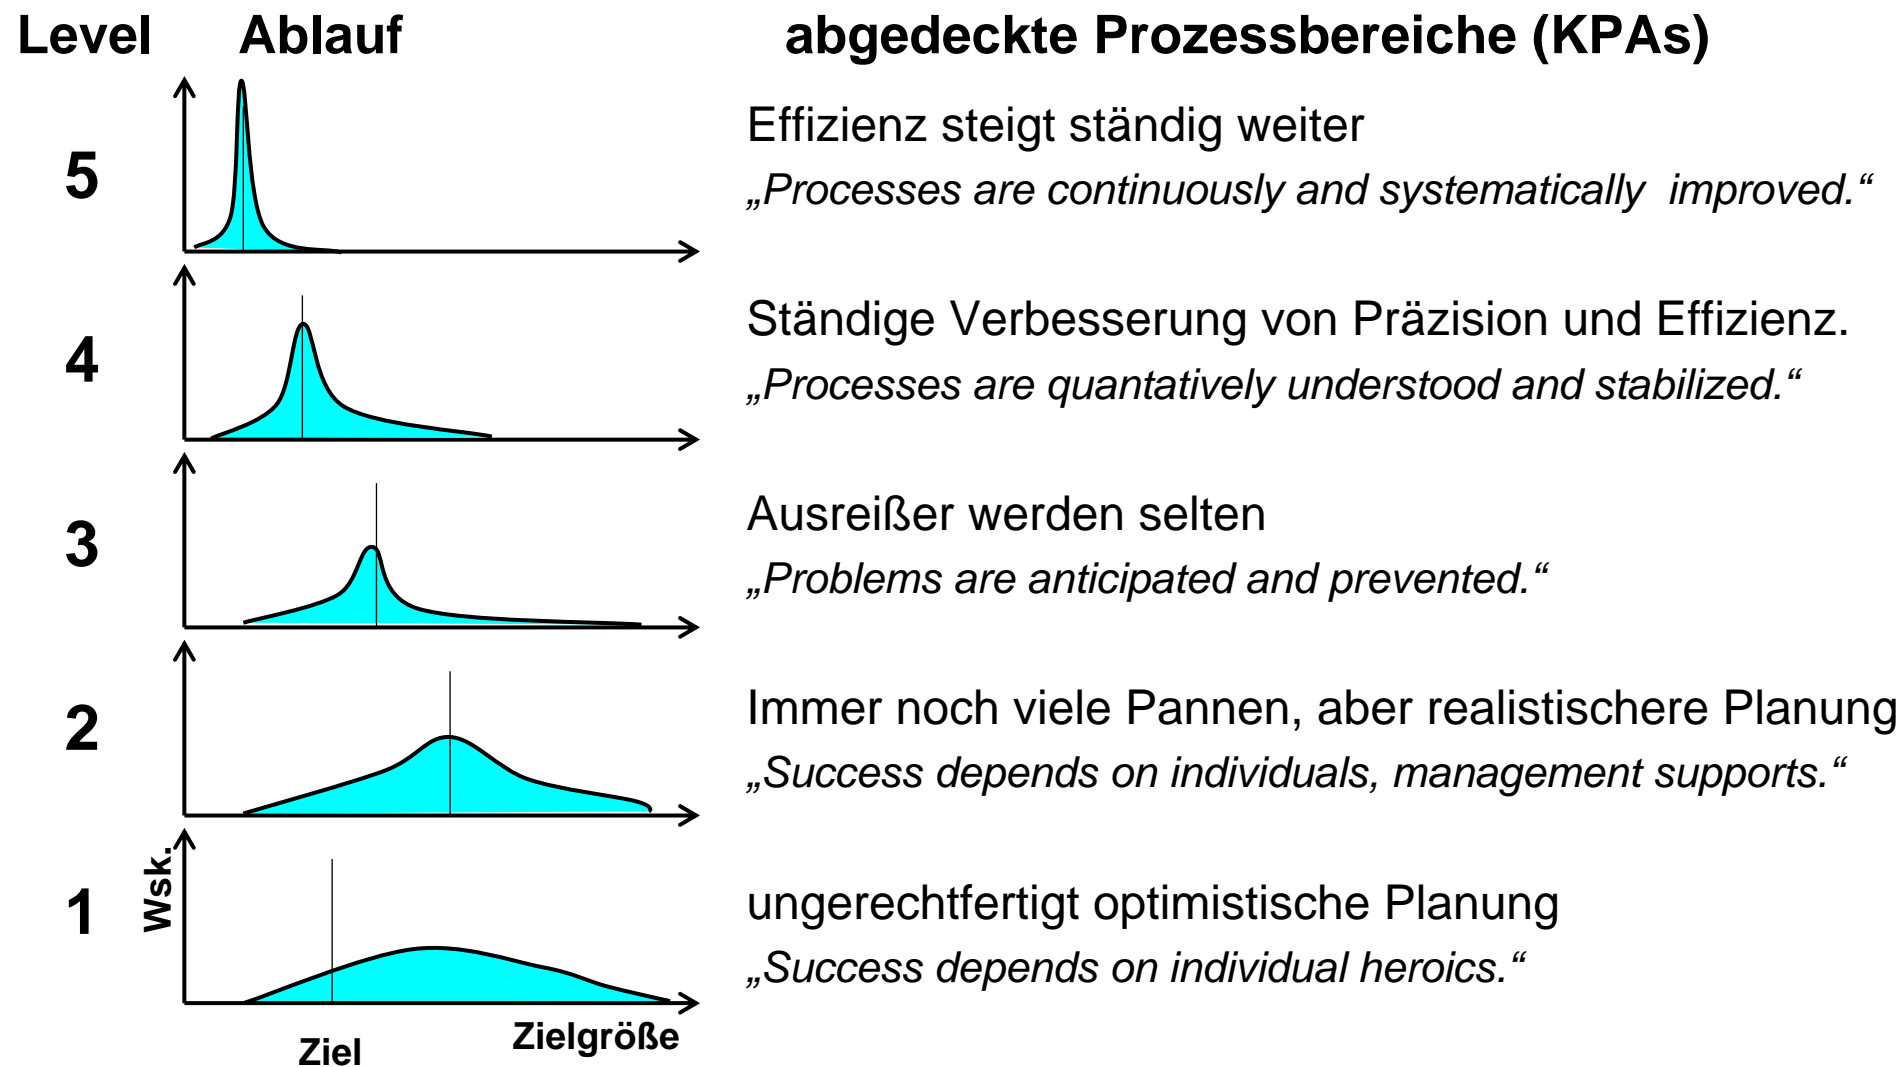 Level Ablauf abgedeckte Prozessbereiche (KPAs)
5
Effizienz steigt ständig weiter
„Processes are continuously and systematically  improved.“
4
Ständige Verbesserung von Präzision und Effizienz.
„Processes are quantatively understood and stabilized.“
3
Ausreißer werden selten
„Problems are anticipated and prevented.“
2
Immer noch viele Pannen, aber realistischere Planung
„Success depends on individuals, management supports.“
1
Wsk.
ungerechtfertigt optimistische Planung
„Success depends on individual heroics.“
Ziel
Zielgröße